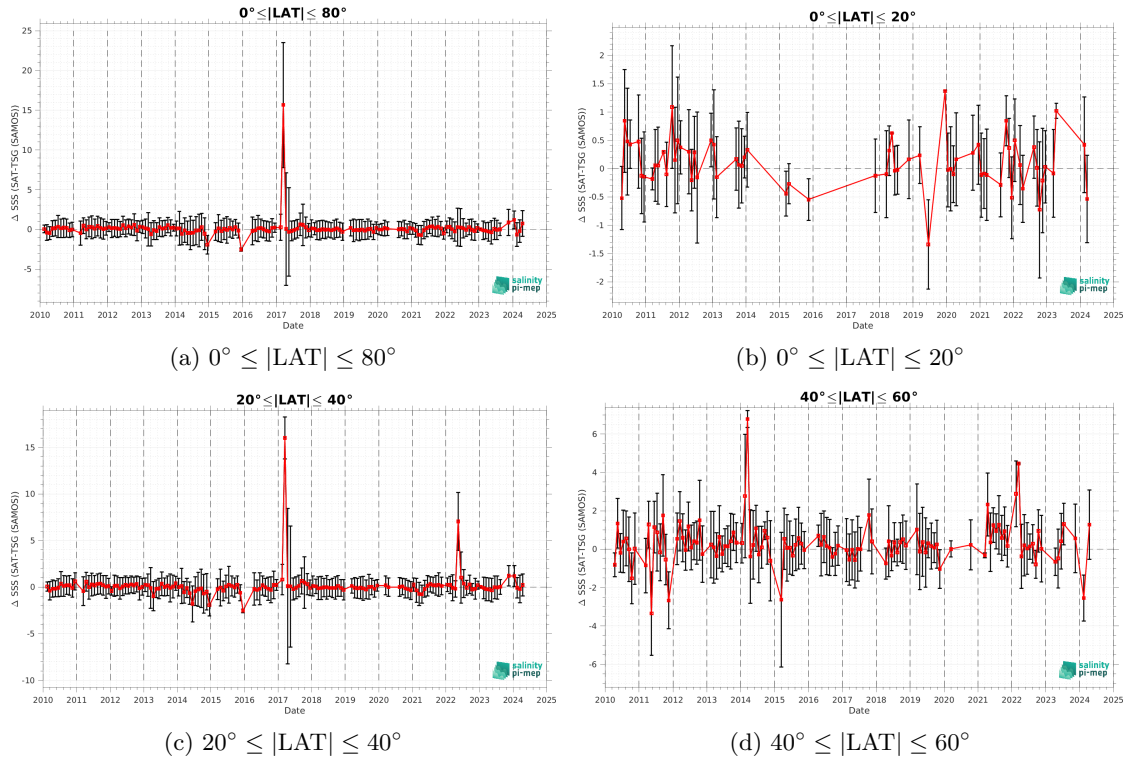 0°≤|LAT|≤ 80°
25
20
15
10
5
0
-5
Δ SSS (SAT-TSG (SAMOS))
2010 2011 2012 2013 2014 2015 2016 2017 2018 2019 2020 2021 2022 2023 2024 2025
Date
salinity
pi-mep
(a) 0° ≤ |LAT| ≤ 80°
0°≤|LAT|≤ 20°
2
1.5
1
0.5
0
-0.5
-1
-1.5
-2
Δ SSS (SAT-TSG (SAMOS))
2010 2011 2012 2013 2014 2015 2016 2017 2018 2019 2020 2021 2022 2023 2024 2025
Date
salinity
pi-mep
(b) 0° ≤ |LAT| ≤ 20°
20°≤|LAT|≤ 40°
15
10
5
0
-5
-10
Δ SSS (SAT-TSG (SAMOS))
2010 2011 2012 2013 2014 2015 2016 2017 2018 2019 2020 2021 2022 2023 2024 2025
Date
salinity
pi-mep
(c) 20° ≤ |LAT| ≤ 40°
40°≤|LAT|≤ 60°
6
4
2
0
-2
-4
-6
Δ SSS (SAT-TSG (SAMOS))
2010 2011 2012 2013 2014 2015 2016 2017 2018 2019 2020 2021 2022 2023 2024 2025
Date
salinity
pi-mep
(d) 40° ≤ |LAT| ≤ 60°